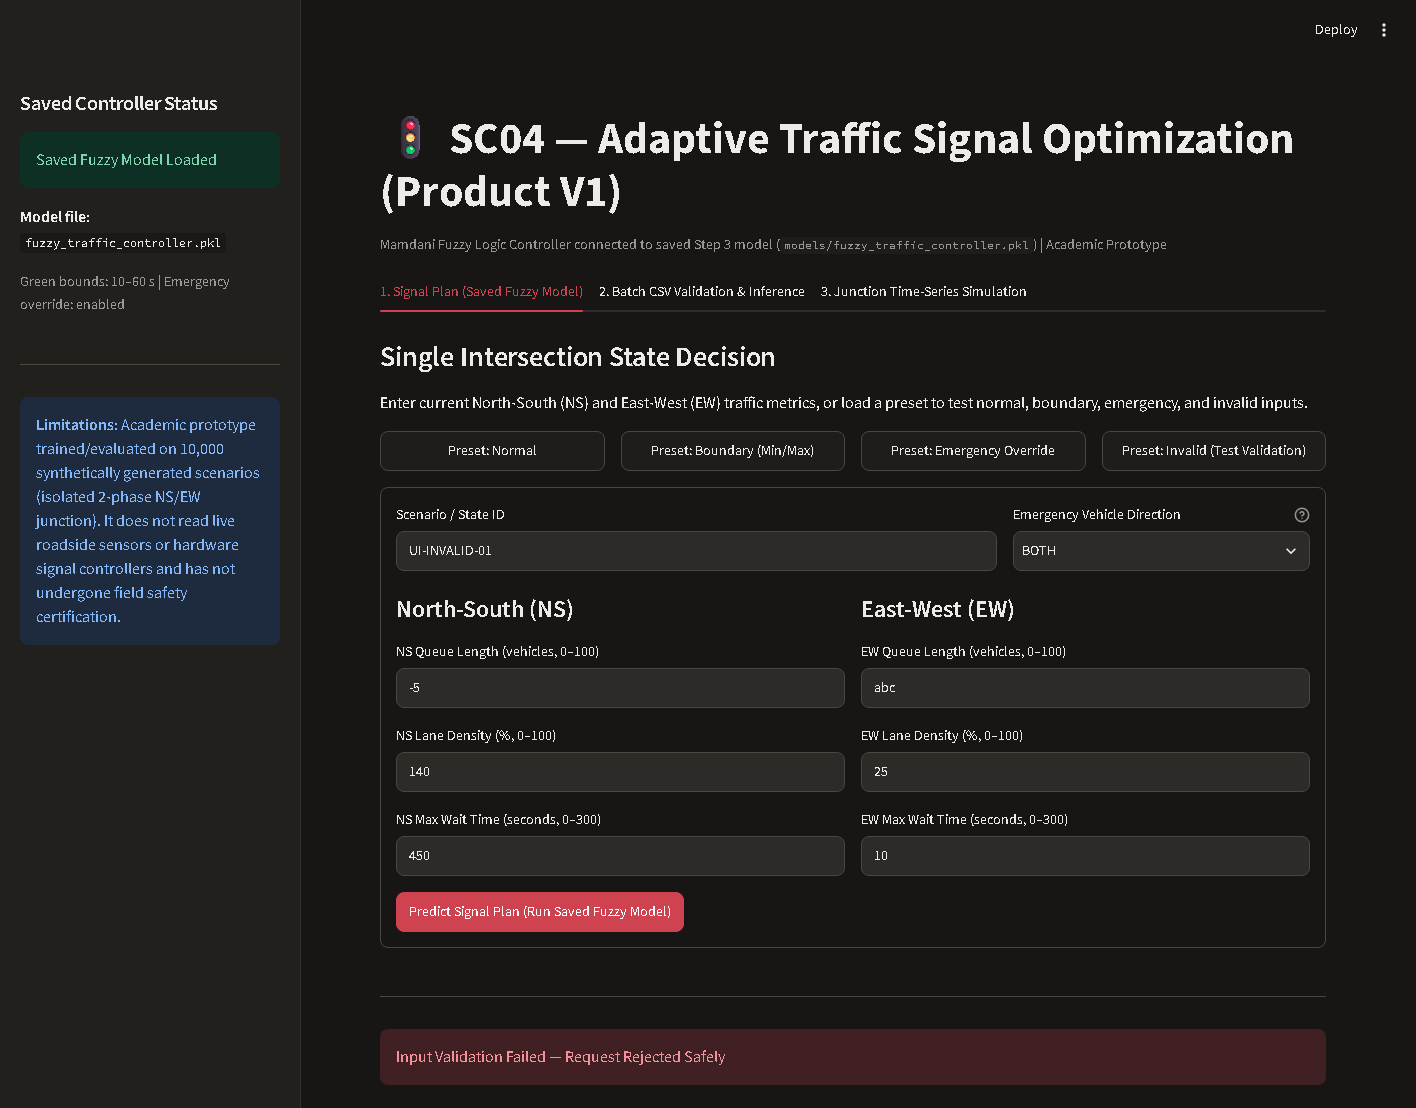 Deploy
Saved Controller Status
Saved Fuzzy Model Loaded
Model file:
fuzzy_traffic_controller.pkl
Green bounds: 10–60 s | Emergency
override: enabled
Limitations: Academic prototype
trained/evaluated on 10,000
synthetically generated scenarios
(isolated 2-phase NS/EW
junction). It does not read live
roadside sensors or hardware
signal controllers and has not
undergone field safety
certification.
SC04 — Adaptive Traffic Signal Optimization
(Product V1)
Mamdani Fuzzy Logic Controller connected to saved Step 3 model ( models/fuzzy_traffic_controller.pkl ) | Academic Prototype
1. Signal Plan (Saved Fuzzy Model) 2. Batch CSV Validation & Inference 3. Junction Time-Series Simulation
Single Intersection State Decision
Enter current North-South (NS) and East-West (EW) traffic metrics, or load a preset to test normal, boundary, emergency, and invalid inputs.
Preset: Normal Preset: Boundary (Min/Max) Preset: Emergency Override Preset: Invalid (Test Validation)
Scenario / State ID Emergency Vehicle Direction
UI-INVALID-01 BOTH
North-South (NS) East-West (EW)
NS Queue Length (vehicles, 0–100) EW Queue Length (vehicles, 0–100)
-5 abc
NS Lane Density (%, 0–100) EW Lane Density (%, 0–100)
140 25
NS Max Wait Time (seconds, 0–300) EW Max Wait Time (seconds, 0–300)
450 10
Predict Signal Plan (Run Saved Fuzzy Model)
Input Validation Failed — Request Rejected Safely